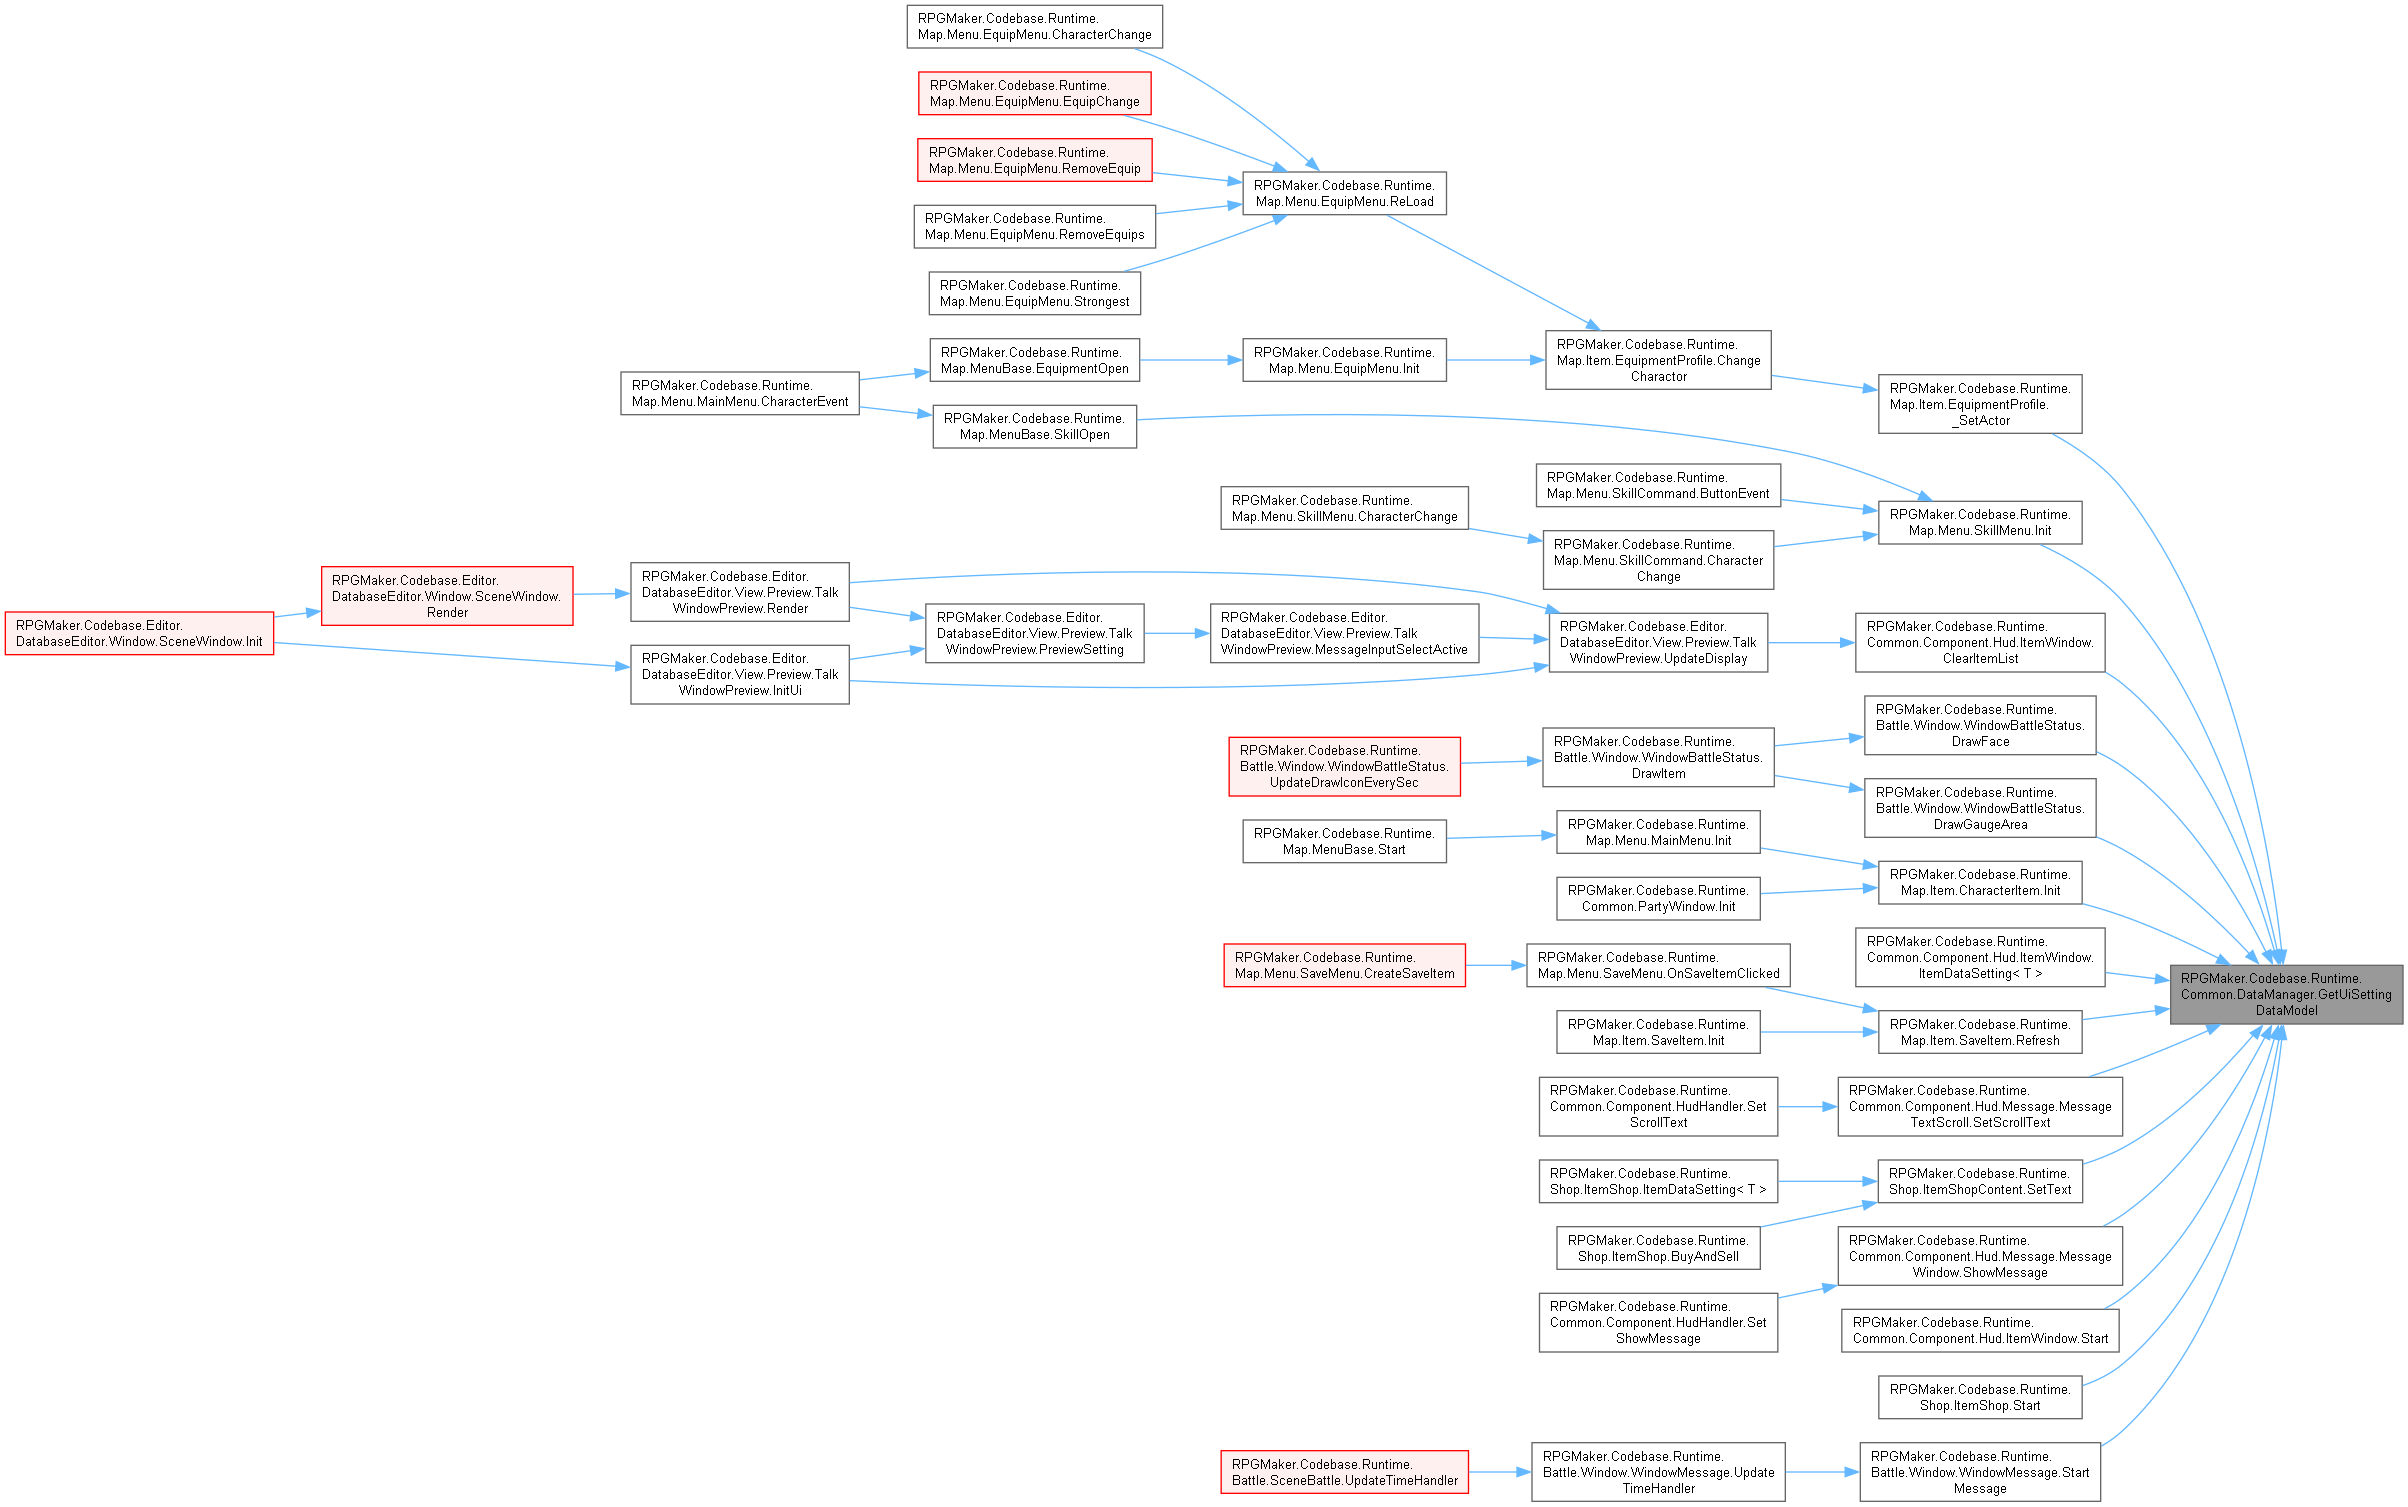 RPGMaker.Codebase.Runtime.
Map.Menu.EquipMenu.CharacterChange
RPGMaker.Codebase.Runtime.
Map.Menu.EquipMenu.EquipChange
RPGMaker.Codebase.Runtime.
Map.Menu.EquipMenu.RemoveEquip
RPGMaker.Codebase.Runtime.
Map.Menu.EquipMenu.ReLoad
RPGMaker.Codebase.Runtime.
Map.Menu.EquipMenu.RemoveEquips
RPGMaker.Codebase.Runtime.
Map.Menu.EquipMenu.Strongest
RPGMaker.Codebase.Runtime.
Map.MenuBase.EquipmentOpen
RPGMaker.Codebase.Runtime.
Map.Menu.EquipMenu.Init
RPGMaker.Codebase.Runtime.
Map.Item.EquipmentProfile.Change
Charactor
RPGMaker.Codebase.Runtime.
Map.Menu.MainMenu.CharacterEvent
RPGMaker.Codebase.Runtime.
Map.Item.EquipmentProfile.
_SetActor
RPGMaker.Codebase.Runtime.
Map.MenuBase.SkillOpen
RPGMaker.Codebase.Runtime.
Map.Menu.SkillCommand.ButtonEvent
RPGMaker.Codebase.Runtime.
Map.Menu.SkillMenu.CharacterChange
RPGMaker.Codebase.Runtime.
Map.Menu.SkillMenu.Init
RPGMaker.Codebase.Runtime.
Map.Menu.SkillCommand.Character
Change
RPGMaker.Codebase.Editor.
DatabaseEditor.Window.SceneWindow.
Render
RPGMaker.Codebase.Editor.
DatabaseEditor.View.Preview.Talk
WindowPreview.Render
RPGMaker.Codebase.Editor.
DatabaseEditor.Window.SceneWindow.Init
RPGMaker.Codebase.Editor.
DatabaseEditor.View.Preview.Talk
WindowPreview.PreviewSetting
RPGMaker.Codebase.Editor.
DatabaseEditor.View.Preview.Talk
WindowPreview.MessageInputSelectActive
RPGMaker.Codebase.Editor.
DatabaseEditor.View.Preview.Talk
WindowPreview.UpdateDisplay
RPGMaker.Codebase.Runtime.
Common.Component.Hud.ItemWindow.
ClearItemList
RPGMaker.Codebase.Editor.
DatabaseEditor.View.Preview.Talk
WindowPreview.InitUi
RPGMaker.Codebase.Runtime.
Battle.Window.WindowBattleStatus.
DrawFace
RPGMaker.Codebase.Runtime.
Battle.Window.WindowBattleStatus.
UpdateDrawIconEverySec
RPGMaker.Codebase.Runtime.
Battle.Window.WindowBattleStatus.
DrawItem
RPGMaker.Codebase.Runtime.
Battle.Window.WindowBattleStatus.
DrawGaugeArea
RPGMaker.Codebase.Runtime.
Map.MenuBase.Start
RPGMaker.Codebase.Runtime.
Map.Menu.MainMenu.Init
RPGMaker.Codebase.Runtime.
Map.Item.CharacterItem.Init
RPGMaker.Codebase.Runtime.
Common.PartyWindow.Init
RPGMaker.Codebase.Runtime.
Common.Component.Hud.ItemWindow.
ItemDataSetting< T >
RPGMaker.Codebase.Runtime.
Map.Menu.SaveMenu.CreateSaveItem
RPGMaker.Codebase.Runtime.
Map.Menu.SaveMenu.OnSaveItemClicked
RPGMaker.Codebase.Runtime.
Common.DataManager.GetUiSetting
DataModel
RPGMaker.Codebase.Runtime.
Map.Item.SaveItem.Init
RPGMaker.Codebase.Runtime.
Map.Item.SaveItem.Refresh
RPGMaker.Codebase.Runtime.
Common.Component.HudHandler.Set
ScrollText
RPGMaker.Codebase.Runtime.
Common.Component.Hud.Message.Message
TextScroll.SetScrollText
RPGMaker.Codebase.Runtime.
Shop.ItemShop.ItemDataSetting< T >
RPGMaker.Codebase.Runtime.
Shop.ItemShopContent.SetText
RPGMaker.Codebase.Runtime.
Shop.ItemShop.BuyAndSell
RPGMaker.Codebase.Runtime.
Common.Component.Hud.Message.Message
Window.ShowMessage
RPGMaker.Codebase.Runtime.
Common.Component.HudHandler.Set
ShowMessage
RPGMaker.Codebase.Runtime.
Common.Component.Hud.ItemWindow.Start
RPGMaker.Codebase.Runtime.
Shop.ItemShop.Start
RPGMaker.Codebase.Runtime.
Battle.SceneBattle.UpdateTimeHandler
RPGMaker.Codebase.Runtime.
Battle.Window.WindowMessage.Update
TimeHandler
RPGMaker.Codebase.Runtime.
Battle.Window.WindowMessage.Start
Message